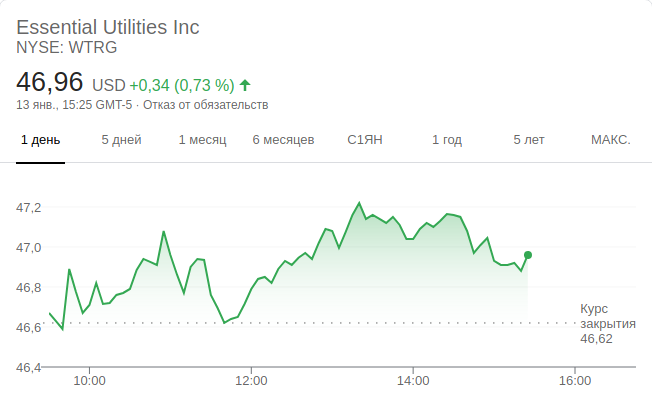 Essential Utilities Inc
NYSE: WTRG
46,96 USD +0,34 (0,73 %)
13 янв., 15:25 GMT-5 · Отказ от обязательств
1 день 5 дней 1 месяц 6 месяцев С1ЯН 1 год 5 лет МАКС.
47,2
47,0
46,8
46,6
46,4
Курс
закрытия
46,62
10:00 12:00 14:00 16:00